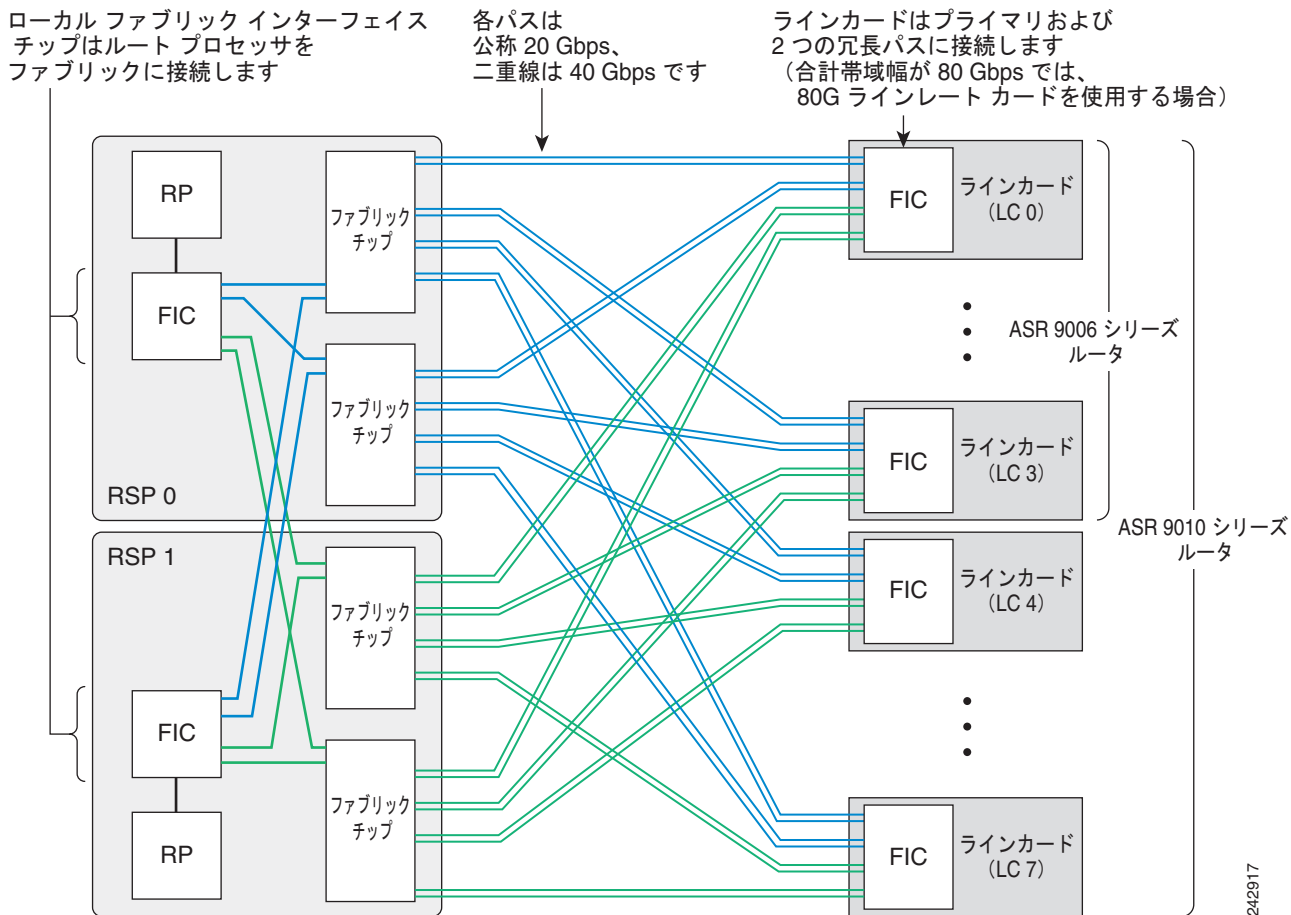 ローカル ファブリック インターフェイス
チップはルート プロセッサを
ファブリックに接続します
各パスは
公称 20 Gbps、
二重線は 40 Gbps です
ラインカードはプライマリおよび
2 つの冗長パスに接続します
（合計帯域幅が 80 Gbps では、
80G ラインレート カードを使用する場合）
RP
FIC
ファブリック
チップ
ファブリック
チップ
RSP 0
RSP 1
ファブリック
チップ
FIC
RP
ファブリック
チップ
FIC
ラインカード
（LC 0）
ASR 9006 シリーズ
ルータ
FIC
ラインカード
（LC 3）
ASR 9010 シリーズ
ルータ
FIC
ラインカード
（LC 4）
FIC
ラインカード
（LC 7）
242917